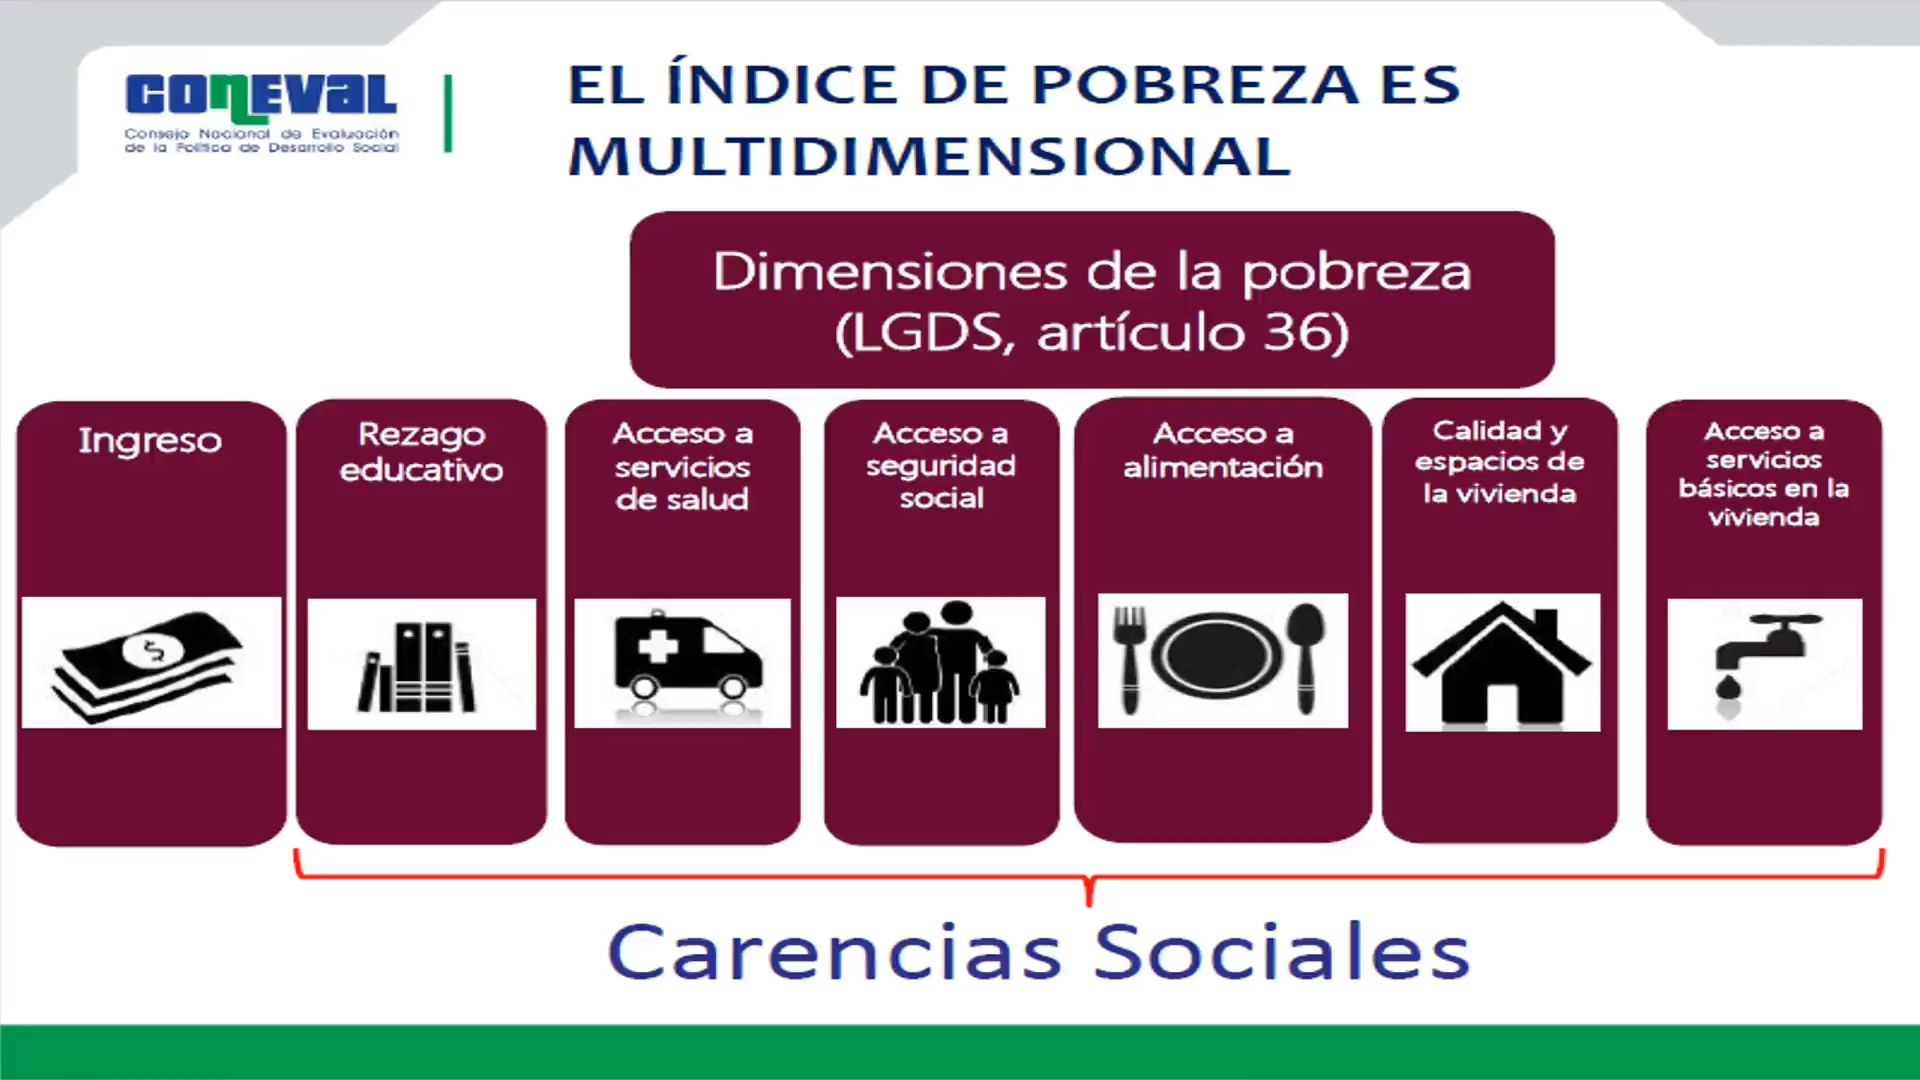 CONEVAL
Consejo Nacional de Evaluación
de la Política de Desarrollo Social
EL ÍNDICE DE POBREZA ES
MULTIDIMENSIONAL
Dimensiones de la pobreza
(LGDS, artículo 36)
Ingreso
Rezago
educativo
Acceso a
servicios
de salud
Acceso a
seguridad
social
Acceso a
alimentación
Calidad y
espacios de
la vivienda
Acceso a
servicios
básicos en la
vivienda
$
Carencias Sociales